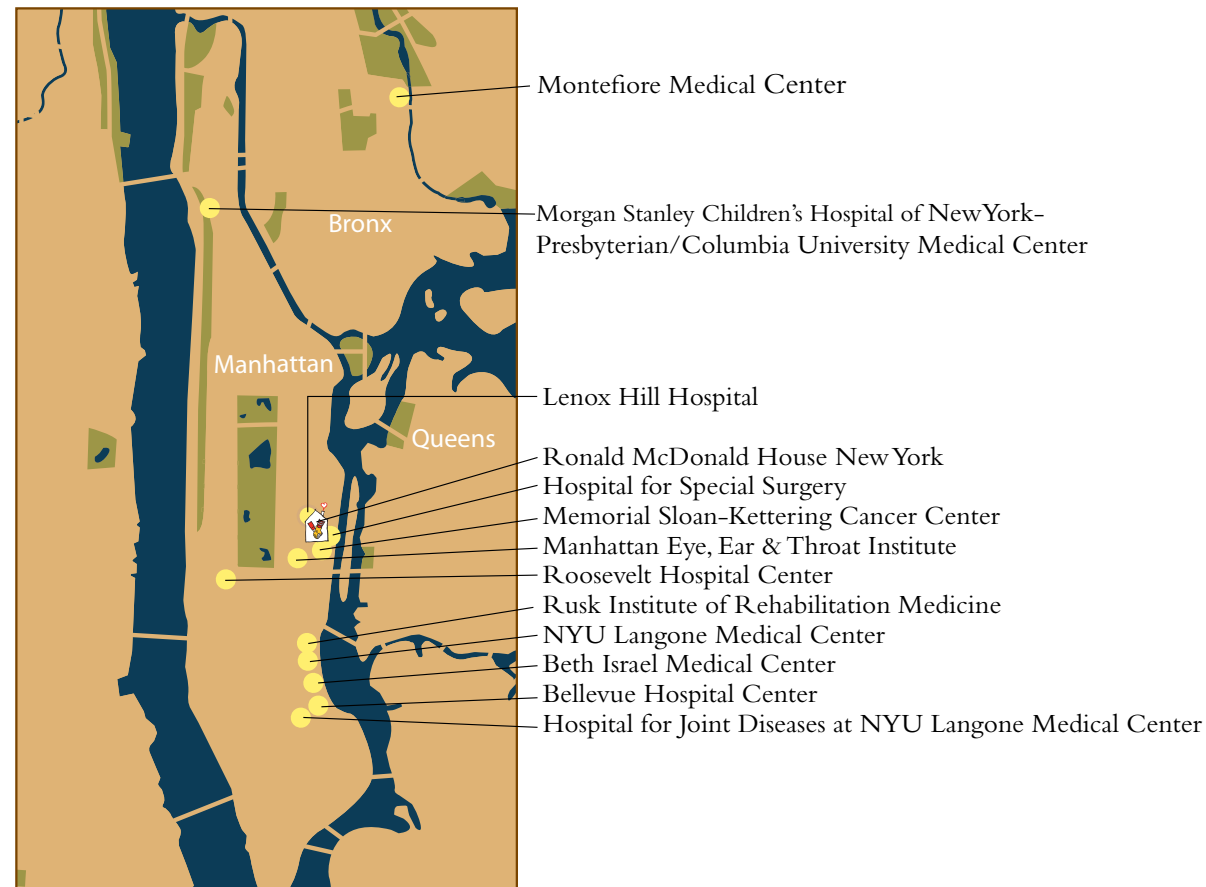 Montefiore Medical Center
Morgan Stanley Children's Hospital of NewYork-
Presbyterian/Columbia University Medical Center
Bronx
Manhattan
Lenox Hill Hospital
Queens
Ronald McDonald House New York
Hospital for Special Surgery
Memorial Sloan-Kettering Cancer Center
Manhattan Eye, Ear & Throat Institute
Roosevelt Hospital Center
Rusk Institute of Rehabilitation Medicine
NYU Langone Medical Center
Beth Israel Medical Center
Bellevue Hospital Center
Hospital for Joint Diseases at NYU Langone Medical Center